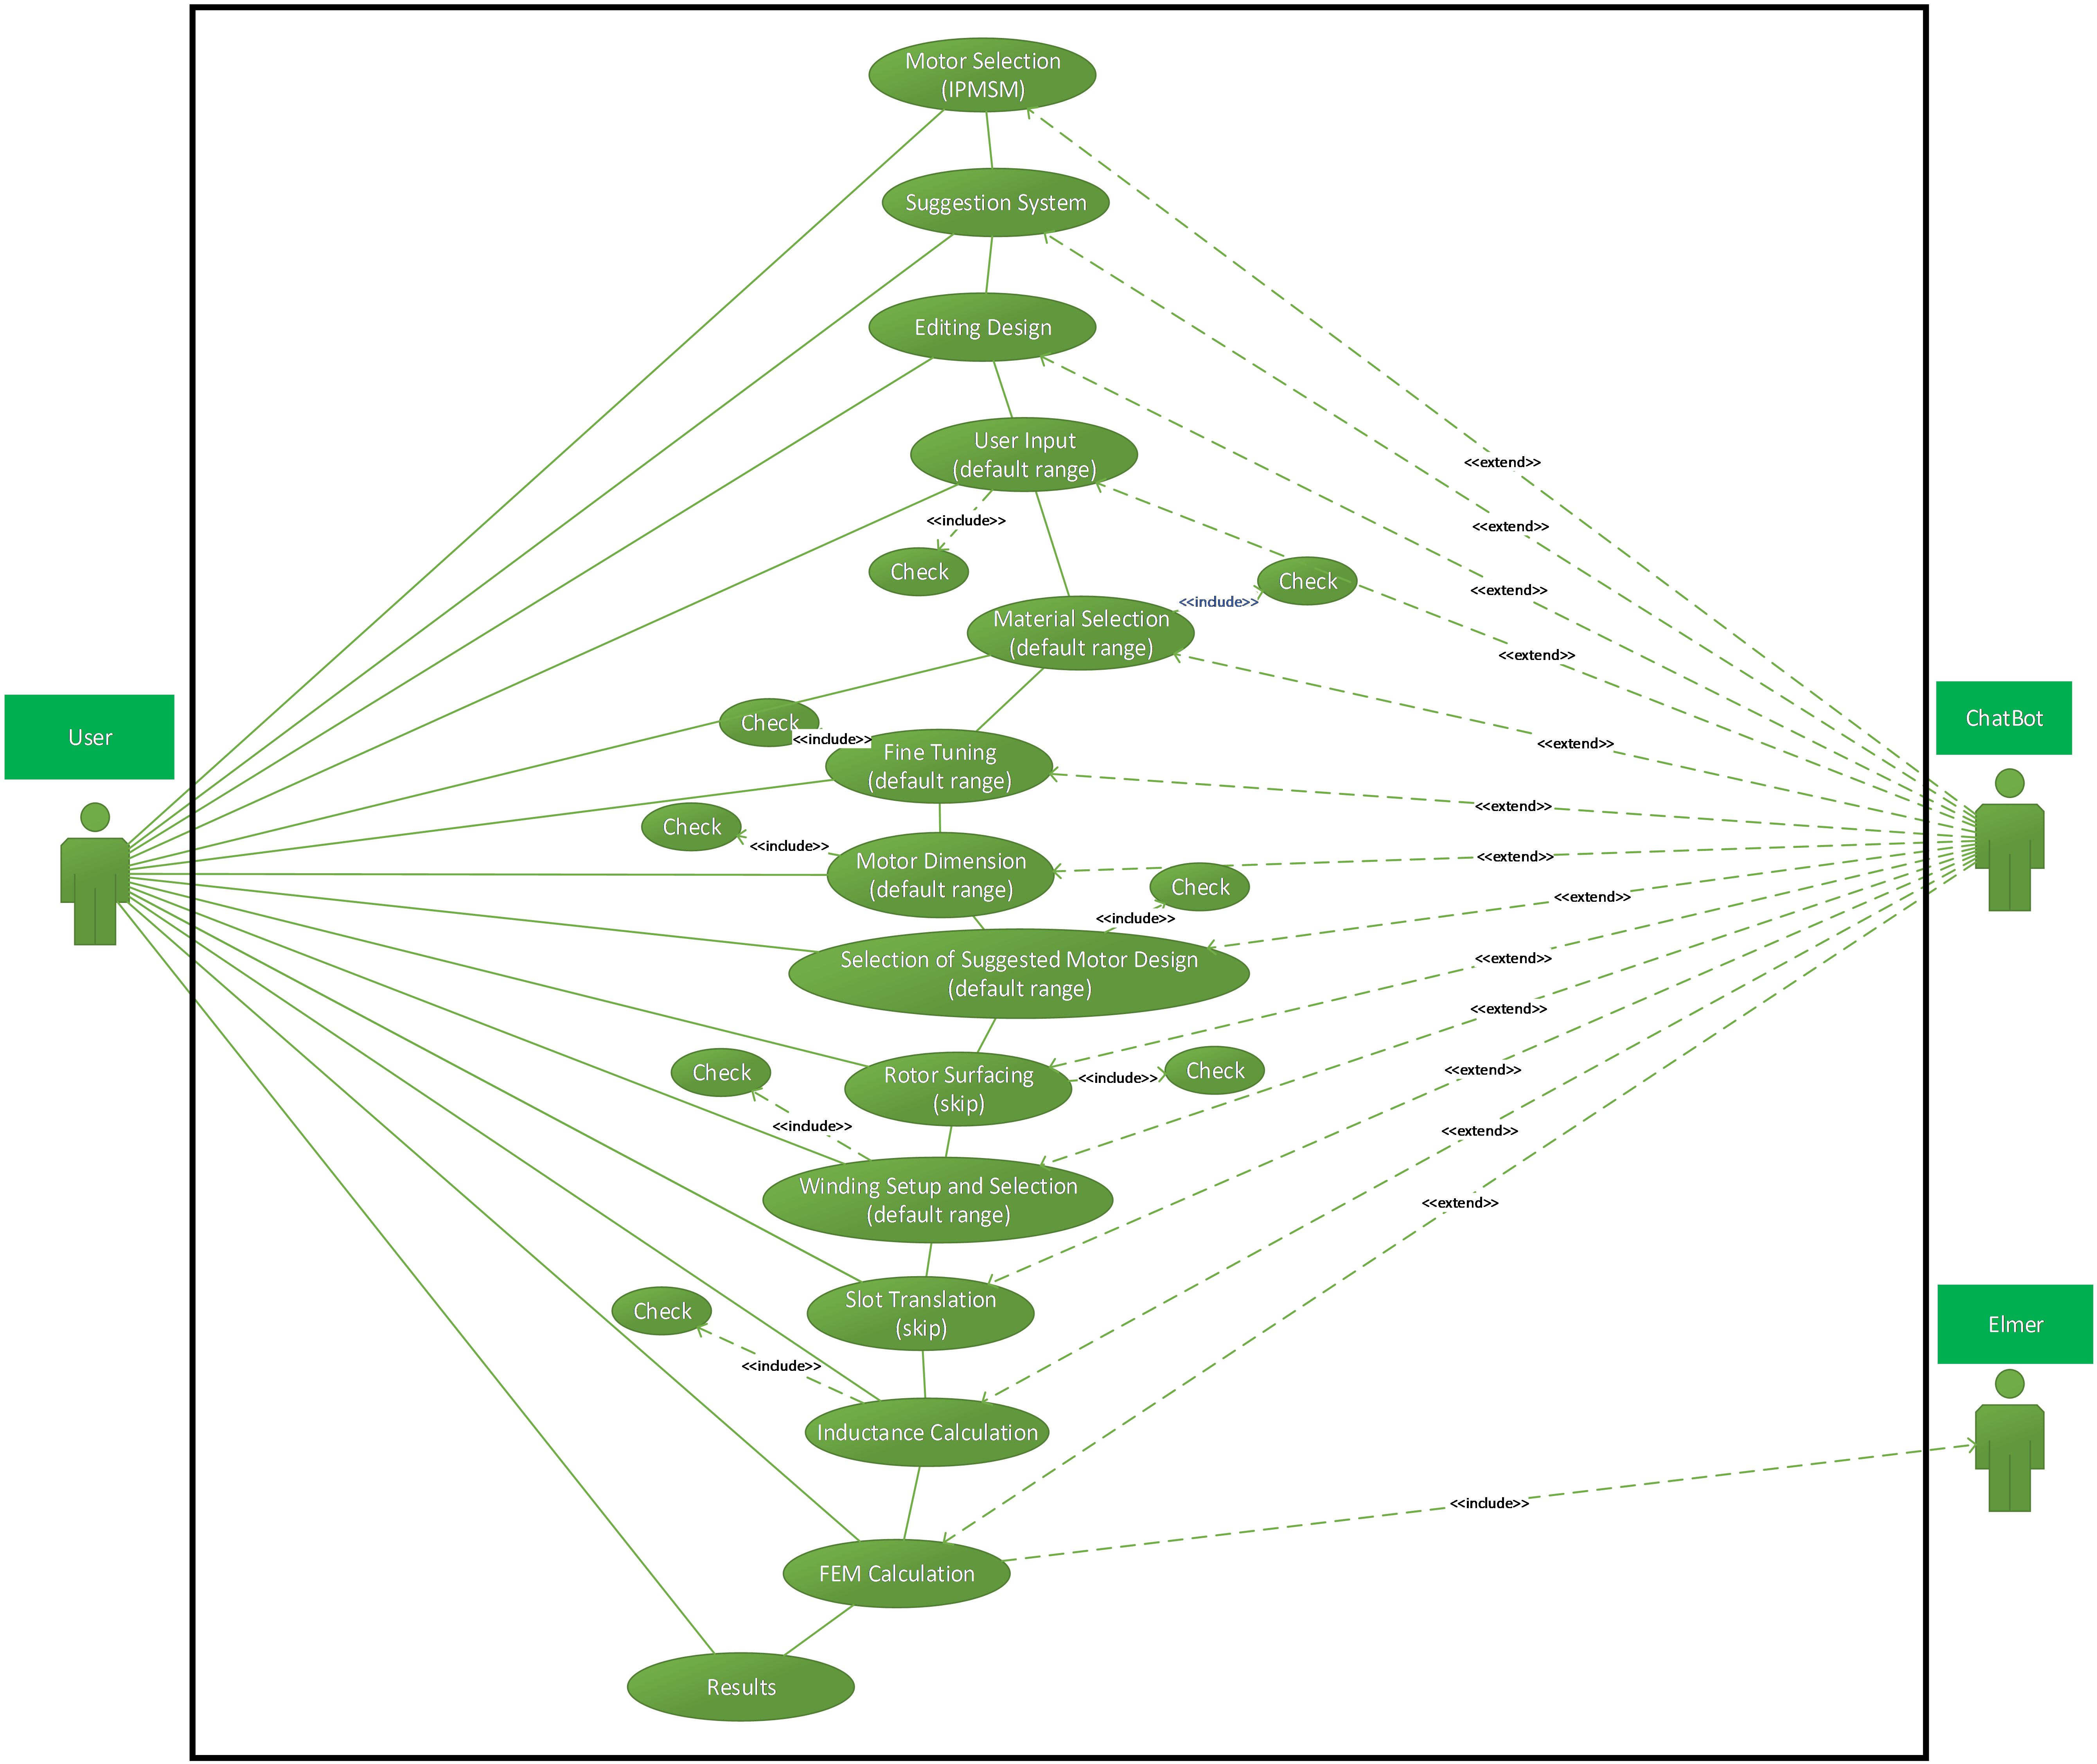 Motor Selection
(IPMSM)
Suggestion System
Editing Design
User Input
(default range)
<<extend>>
<<include>>
<<extend>>
Check
Check
<<extend>>
<<include>>
Material Selection
(default range)
<<extend>>
User
ChatBot
Check
<<include>>
<<extend>>
Fine Tuning
(default range)
<<extend>>
Check
<<include>>
Motor Dimension
(default range)
<<extend>>
Check
<<extend>>
<<include>>
Selection of Suggested Motor Design
(default range)
<<extend>>
<<extend>>
Check
Rotor Surfacing
(skip)
<<include>>
Check
<<extend>>
<<include>>
<<extend>>
Winding Setup and Selection
(default range)
<<extend>>
Slot Translation
(skip)
Check
Elmer
<<include>>
Inductance Calculation
<<include>>
FEM Calculation
Results